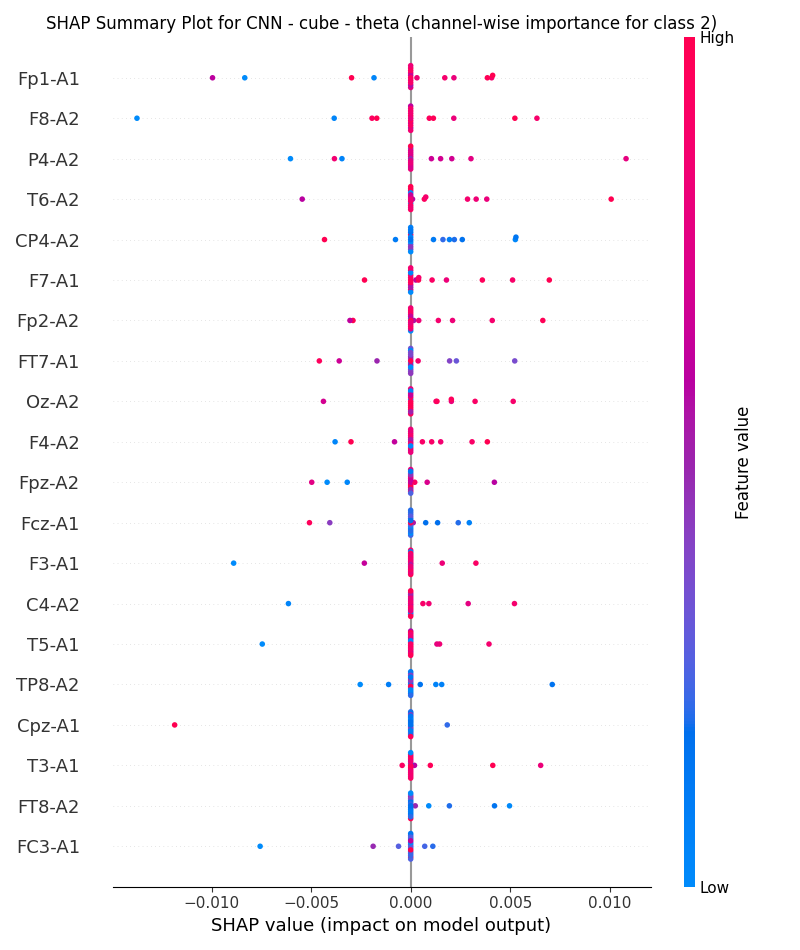 SHAP Summary Plot for CNN - cube - theta (channel-wise importance for class 2)
High
Fp1-A1
F8-A2
P4-A2
T6-A2
CP4-A2
F7-A1
Fp2-A2
FT7-A1
Oz-A2
F4-A2
Fpz-A2
Fcz-A1
F3-A1
C4-A2
T5-A1
TP8-A2
Cpz-A1
T3-A1
FT8-A2
FC3-A1
Feature value
Low
−0.010 −0.005 0.000 0.005 0.010
SHAP value (impact on model output)